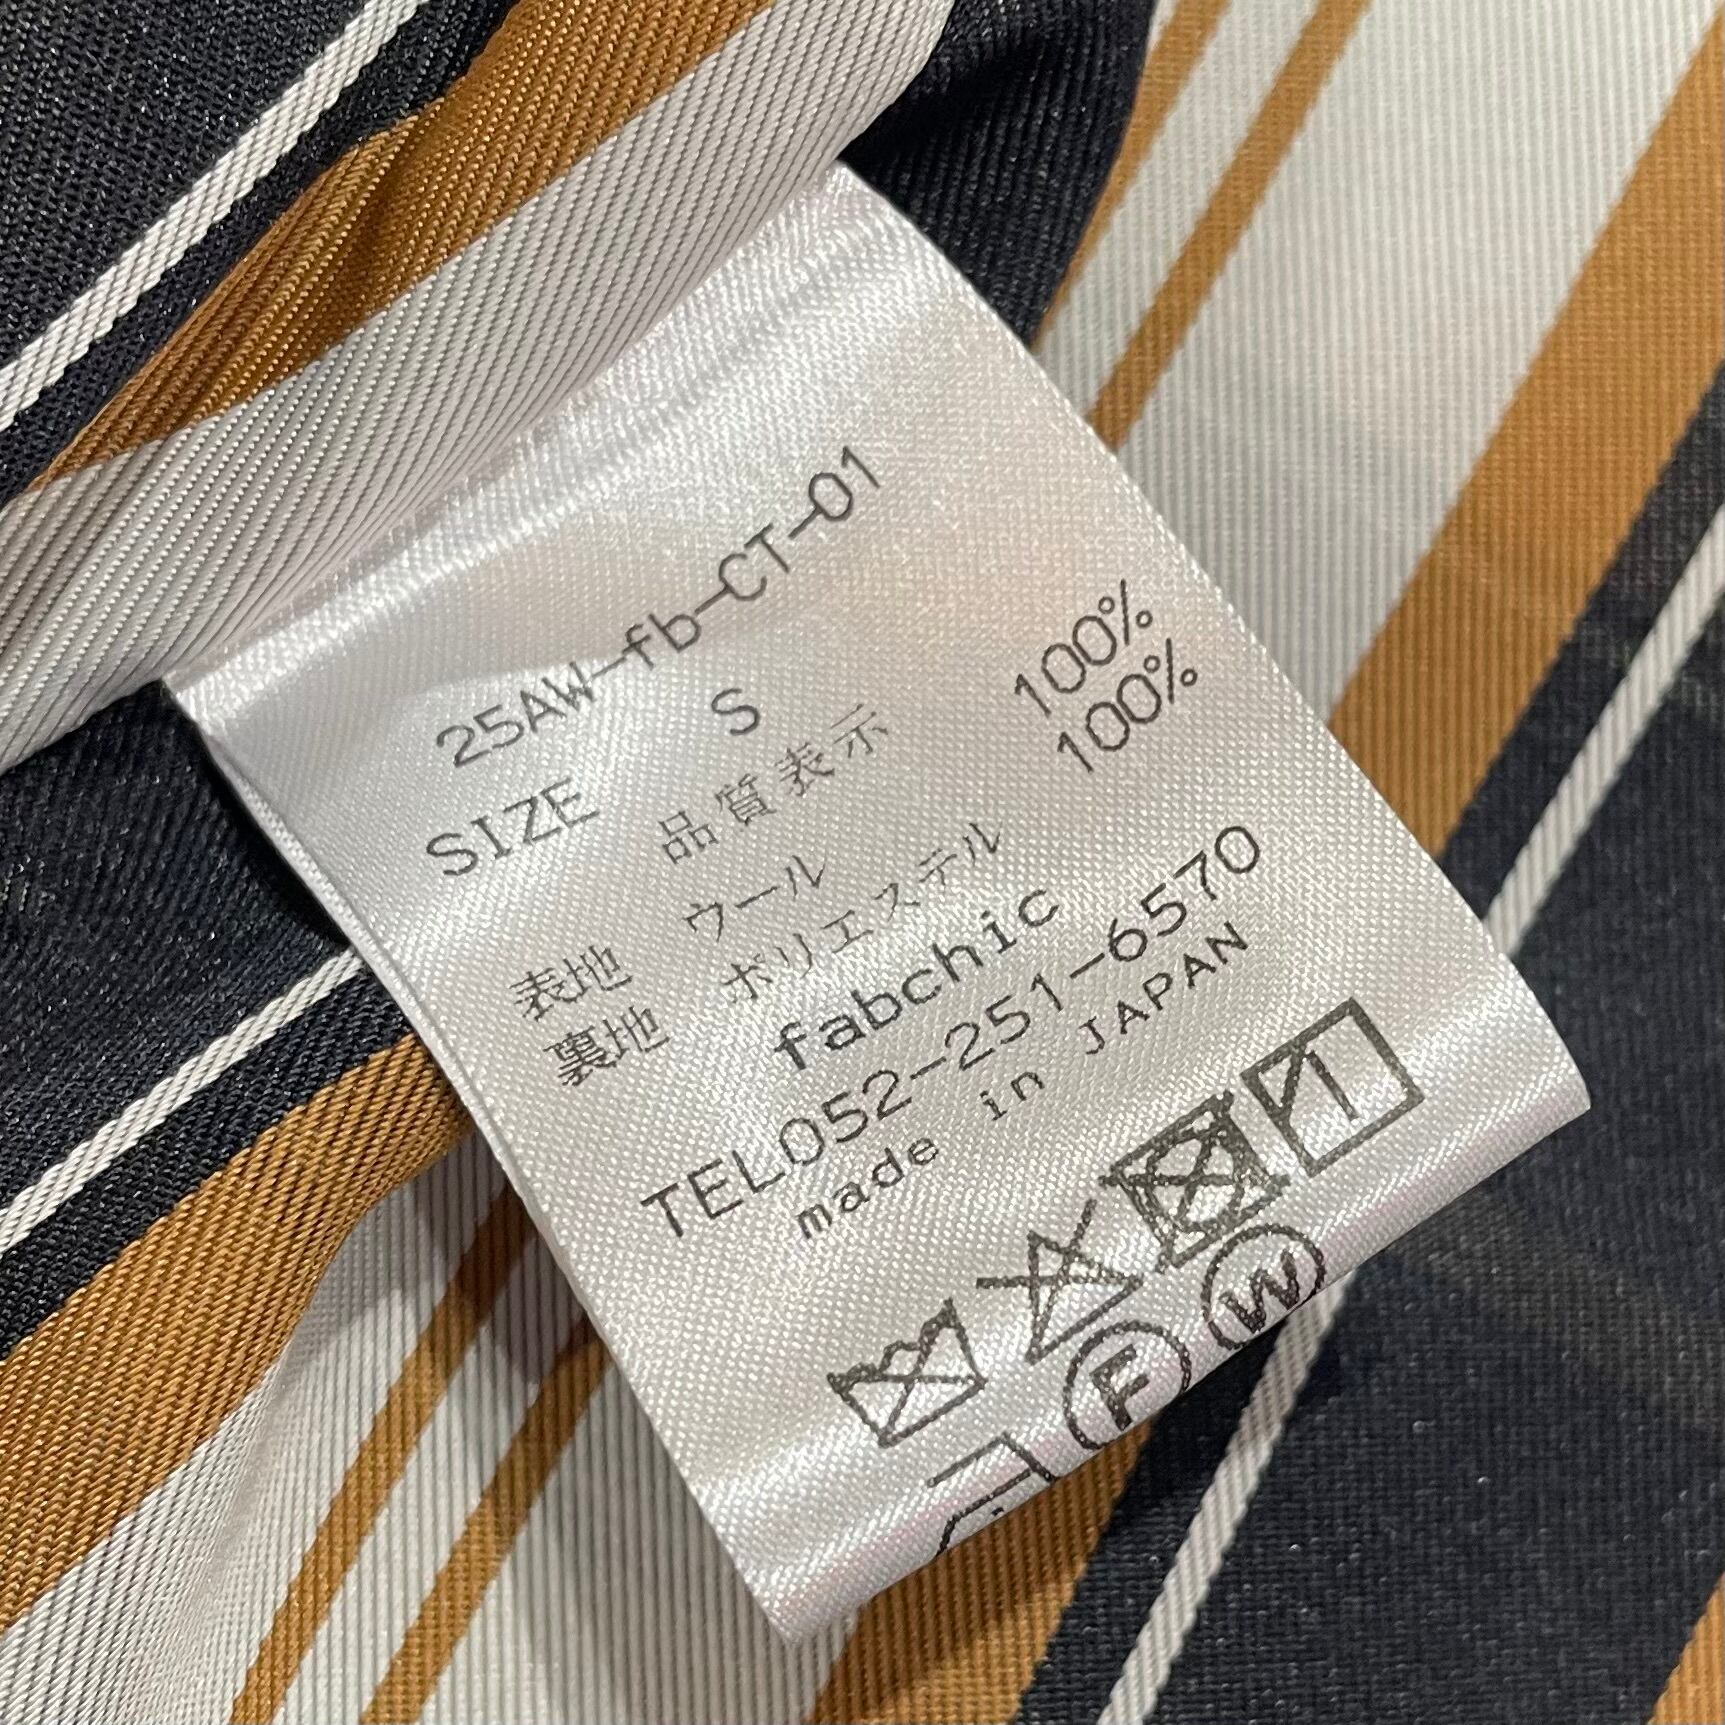 25AW-fb-CT-01
SIZE S
品質表示
表地 ウール 100%
裏地 ポリエステル 100%
fabchic
TEL052-251-6570
made in JAPAN
F W